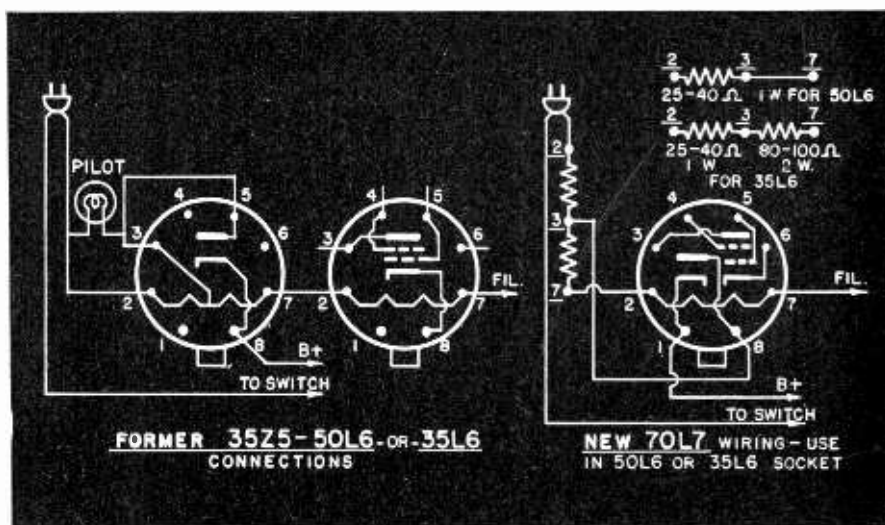 PILOT
4
5
3
6
2
7
1
8
B+
TO SWITCH
4
5
3
6
2
7
1
8
FIL.
FORMER 35Z5-50L6-OR-35L6
CONNECTIONS
2 3 7
25-40Ω 1W FOR 50L6
2 3 7
25-40Ω 80-100Ω
1 W 2 W.
FOR 35L6
2
3
7
4
5
3
6
2
7
1
8
FIL.
B+
TO SWITCH
NEW 70L7 WIRING-USE
IN 50L6 OR 35L6 SOCKET